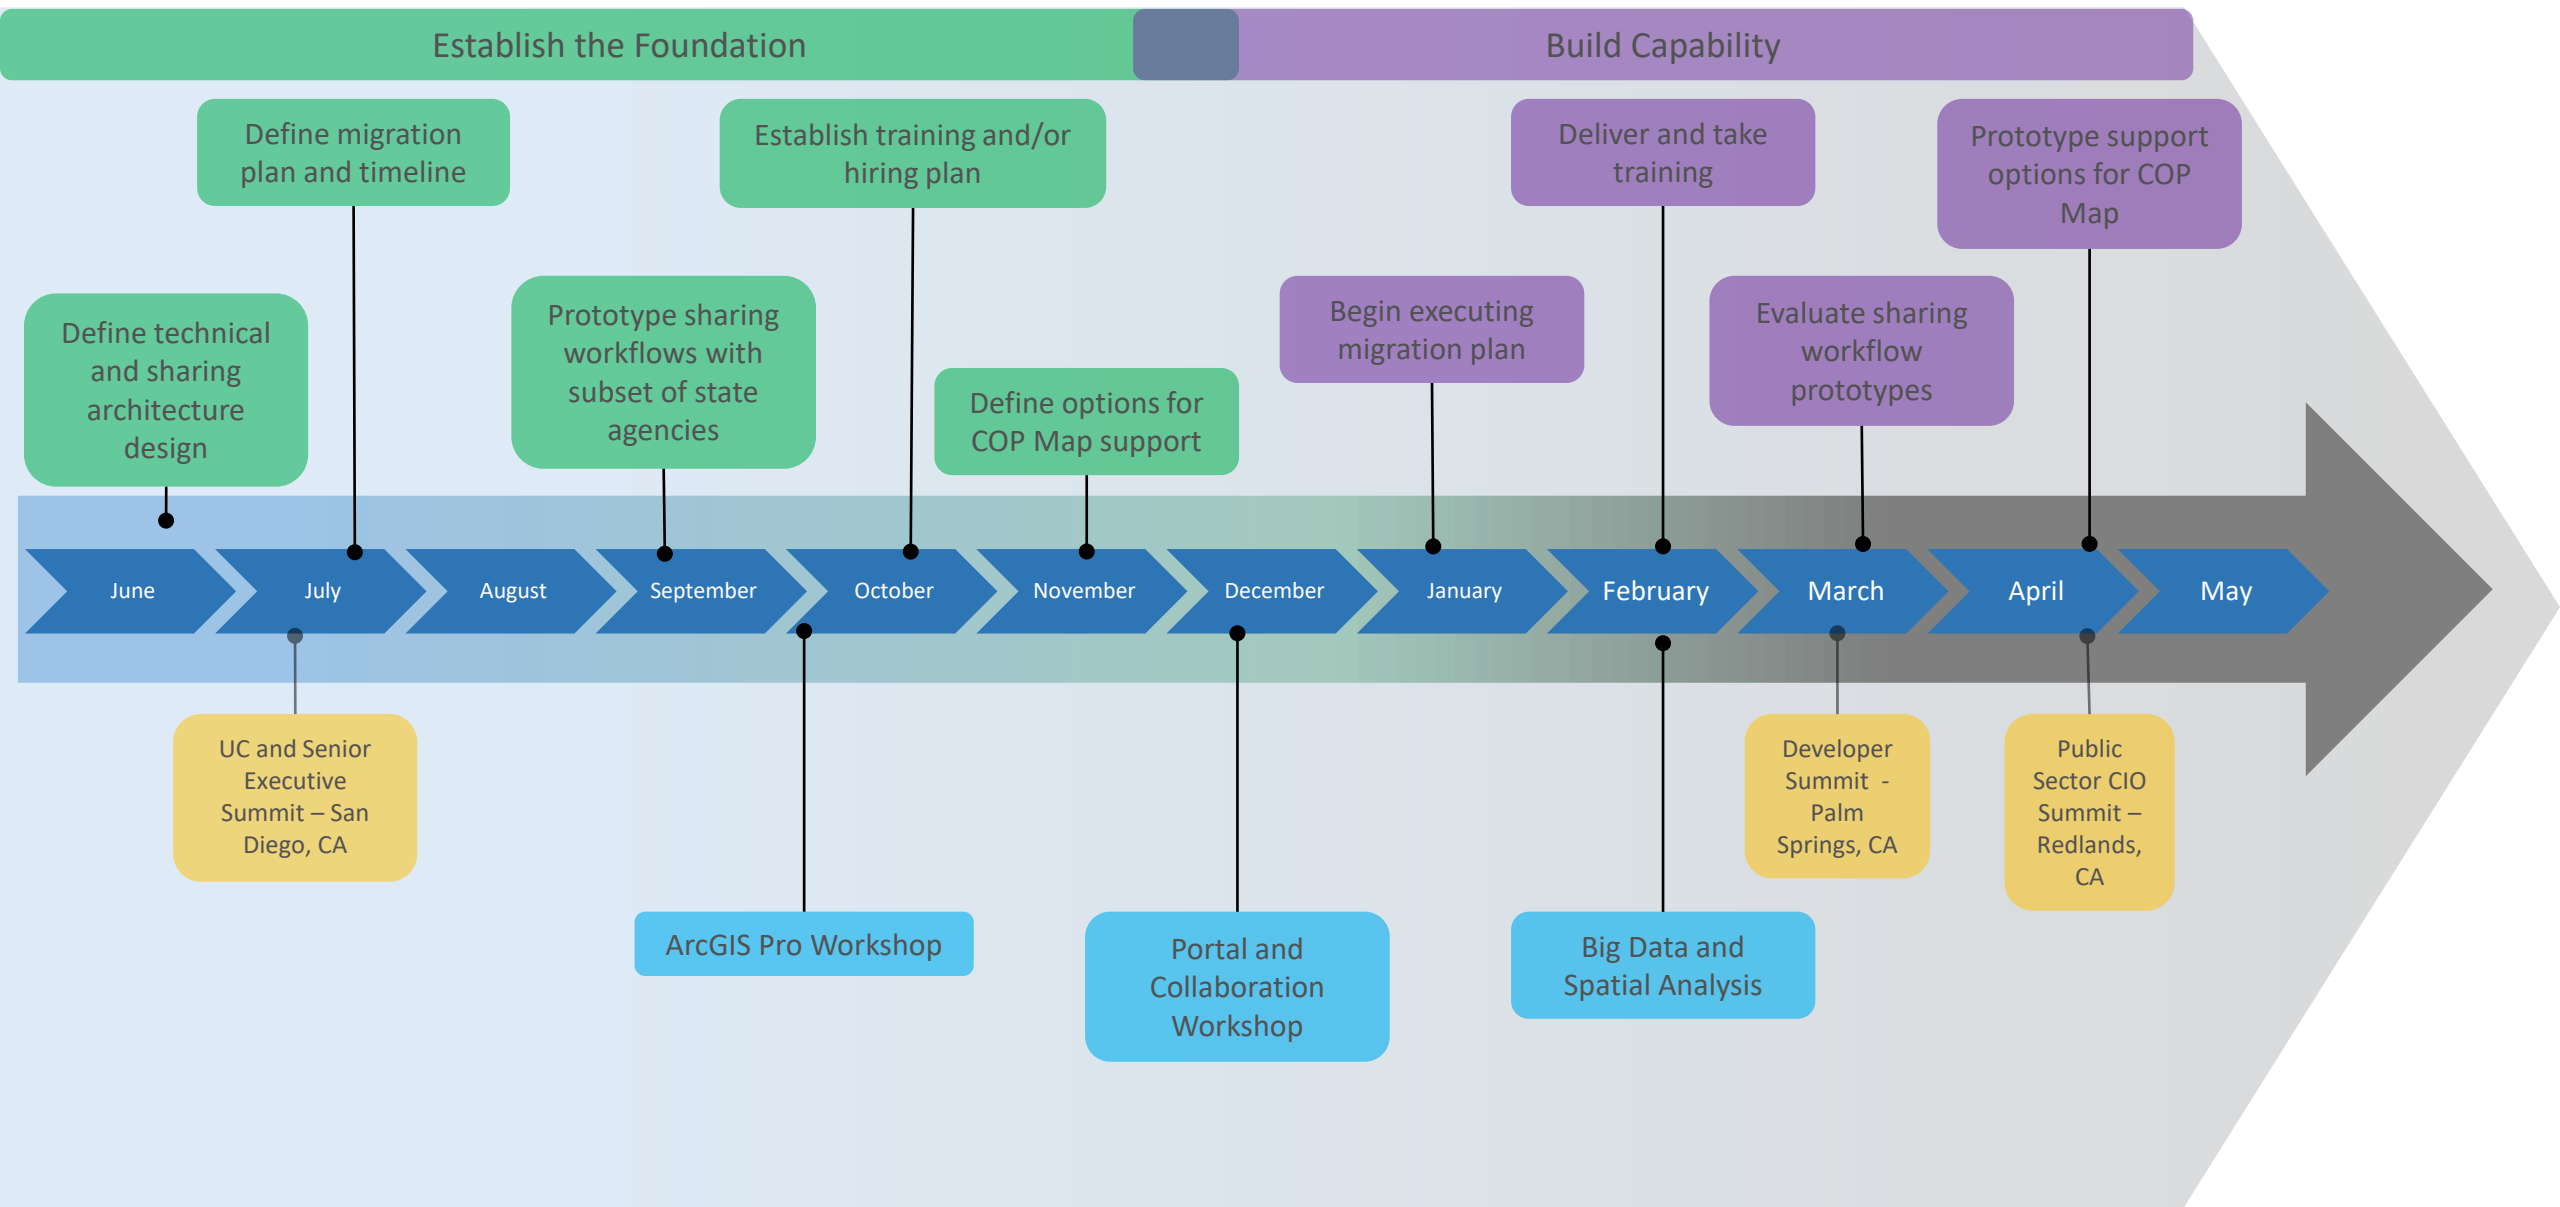 Establish the Foundation
Build Capability
Define migration
plan and timeline
Establish training and/or
hiring plan
Deliver and take
training
Prototype support
options for COP
Map
Define technical
and sharing
architecture
design
Prototype sharing
workflows with
subset of state
agencies
Define options for
COP Map support
Begin executing
migration plan
Evaluate sharing
workflow
prototypes
June
July
August
September
October
November
December
January
February
March
April
May
UC and Senior
Executive
Summit – San
Diego, CA
Developer
Summit -
Palm
Springs, CA
Public
Sector CIO
Summit –
Redlands,
CA
ArcGIS Pro Workshop
Portal and
Collaboration
Workshop
Big Data and
Spatial Analysis